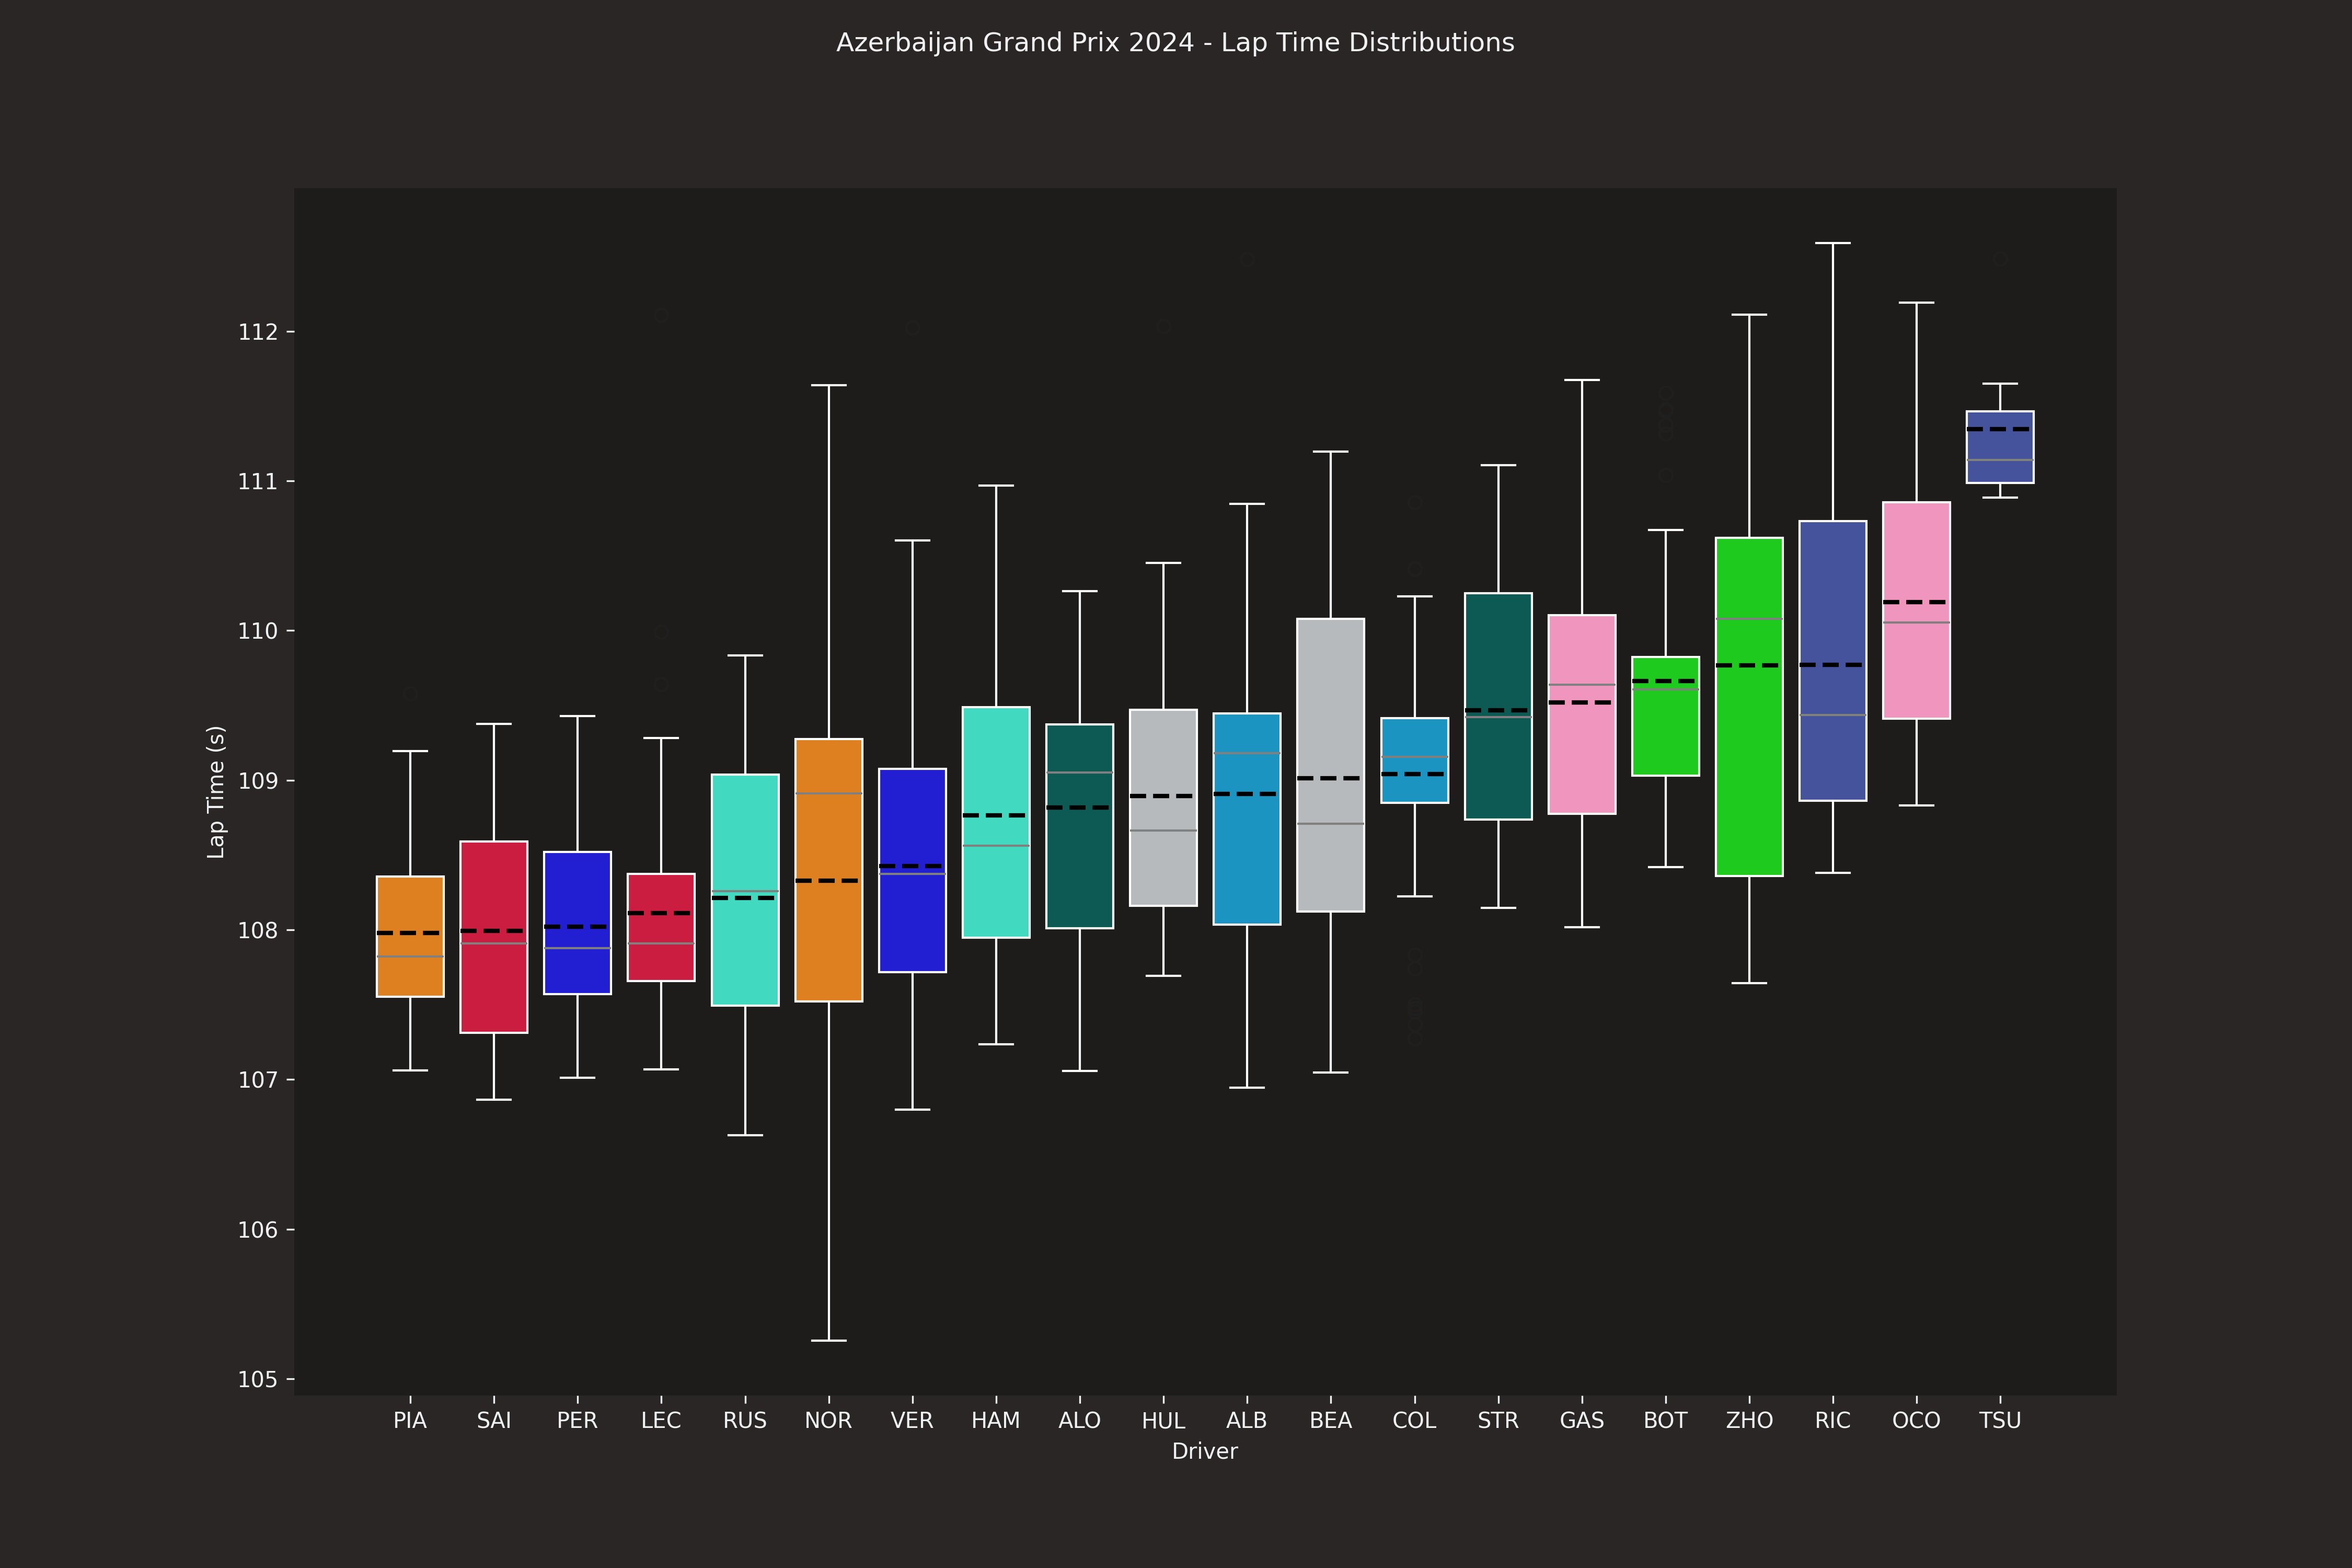 Azerbaijan Grand Prix 2024 - Lap Time Distributions
Lap Time (s)
112
111
110
109
108
107
106
105
PIA SAI PER LEC RUS NOR VER HAM ALO HUL ALB BEA COL STR GAS BOT ZHO RIC OCO TSU
Driver